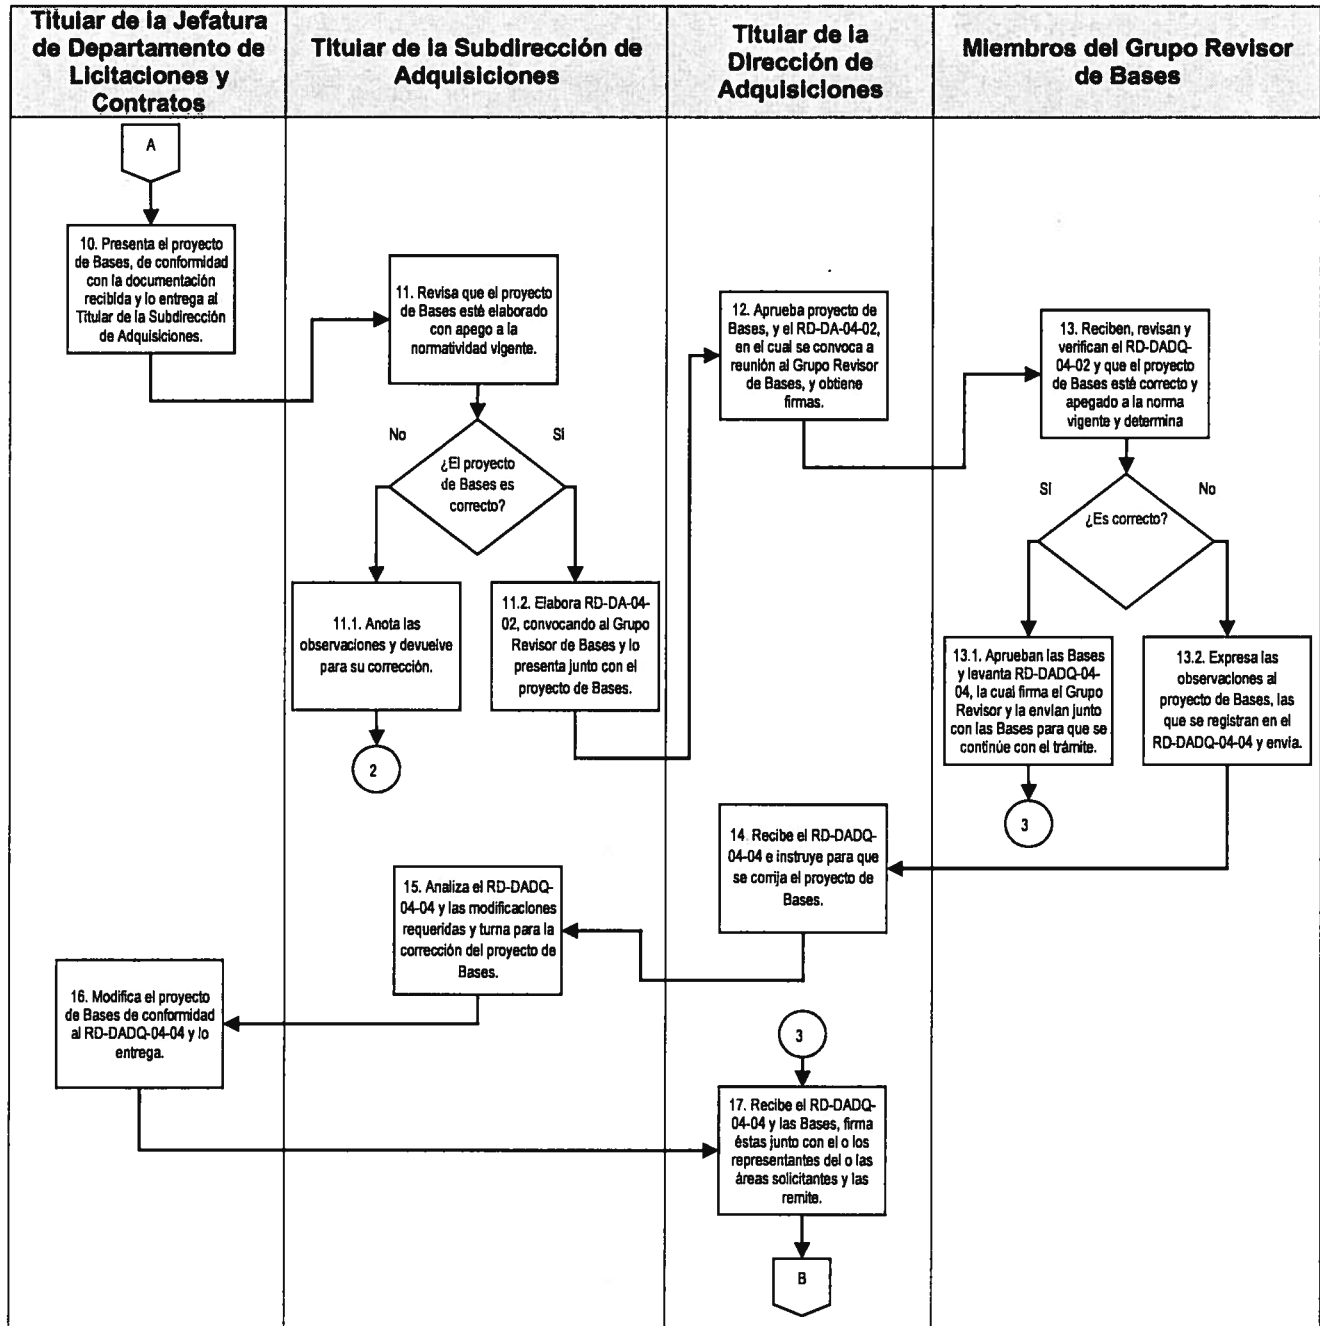 Titular de la Jefatura
de Departamento de
Licitaciones y
Contratos
Titular de la Subdirección de
Adquisiciones
Titular de la
Dirección de
Adquisiciones
Miembros del Grupo Revisor
de Bases
A
10. Presenta el proyecto
de Bases, de conformidad
con la documentación
recibida y lo entrega al
Titular de la Subdirección
de Adquisiciones.
11. Revisa que el proyecto
de Bases esté elaborado
con apego a la
normatividad vigente.
12. Aprueba proyecto de
Bases, y el RD-DA-04-02,
en el cual se convoca a
reunión al Grupo Revisor
de Bases, y obtiene
firmas.
13. Reciben, revisan y
verifican el RD-DADQ-
04-02 y que el proyecto
de Bases esté correcto y
apegado a la norma
vigente y determina
No
Sí
¿El proyecto
de Bases es
correcto?
Sí
No
¿Es correcto?
11.1. Anota las
observaciones y devuelve
para su corrección.
11.2. Elabora RD-DA-04-
02, convocando al Grupo
Revisor de Bases y lo
presenta junto con el
proyecto de Bases.
13.1. Aprueban las Bases
y levanta RD-DADQ-04-
04, la cual firma el Grupo
Revisor y la envían junto
con las Bases para que se
continúe con el trámite.
13.2. Expresa las
observaciones al
proyecto de Bases, las
que se registran en el
RD-DADQ-04-04 y envia.
2
3
14. Recibe el RD-DADQ-
04-04 e instruye para que
se corrija el proyecto de
Bases.
15. Analiza el RD-DADQ-
04-04 y las modificaciones
requeridas y turna para la
corrección del proyecto de
Bases.
16. Modifica el proyecto
de Bases de conformidad
al RD-DADQ-04-04 y lo
entrega.
3
17. Recibe el RD-DADQ-
04-04 y las Bases, firma
éstas junto con el o los
representantes del o las
áreas solicitantes y las
remite.
B